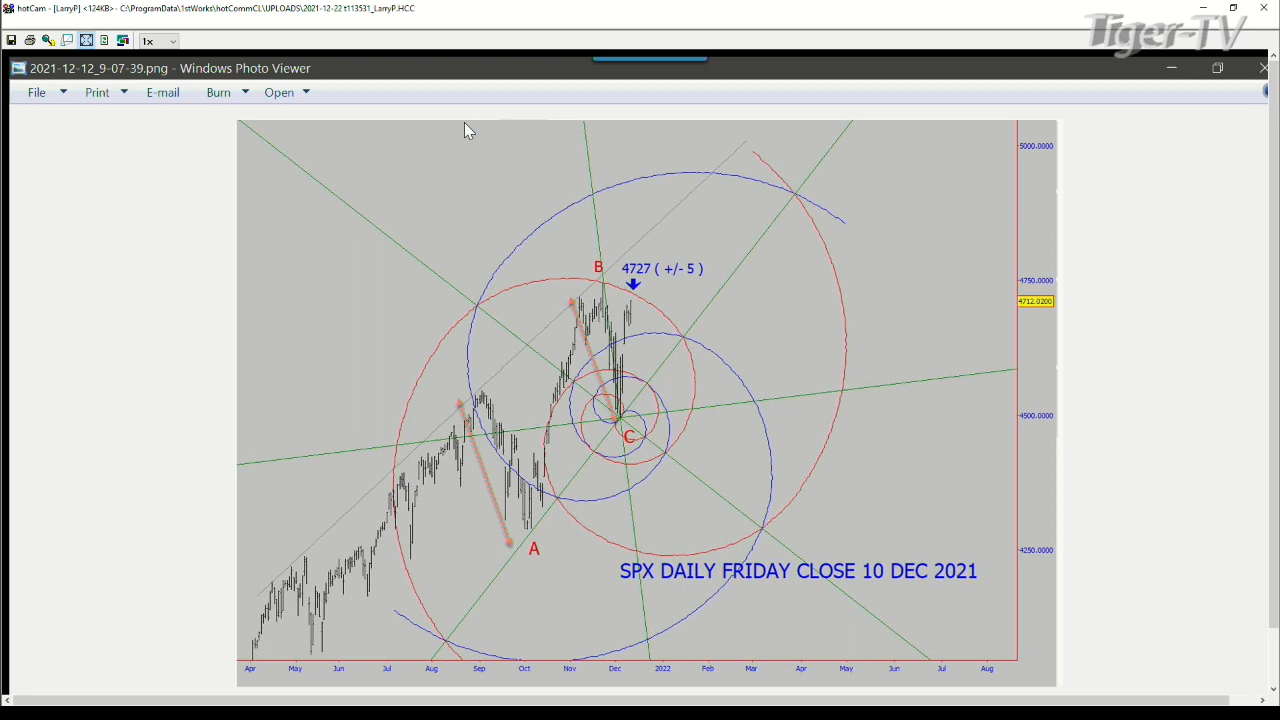 hotCam - [LarryP] <124KB>- C:\ProgramData\1stWorks\hotCommCL\UPLOADS\2021-12-22 t113531_LarryP.HCC
Tiger-TV
1x
2021-12-12_9-07-39.png - Windows Photo Viewer
File Print E-mail Burn Open
5000.0000
B 4727 ( +/- 5 )
4750.0000
4712.0200
4500.0000
C
A
4250.0000
SPX DAILY FRIDAY CLOSE 10 DEC 2021
Apr May Jun Jul Aug Sep Oct Nov Dec 2022 Feb Mar Apr May Jun Jul Aug